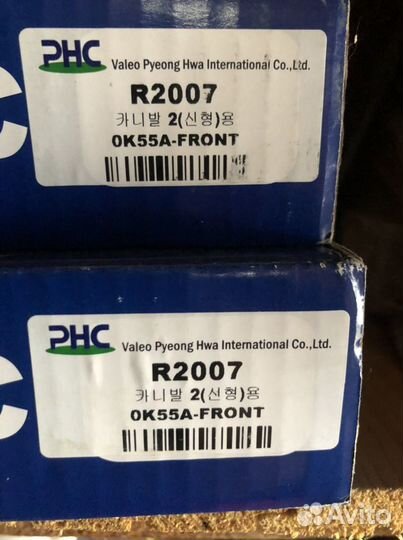 PHC Valeo Pyeong Hwa International Co.,Ltd.
R2007
카니발 2(신형)용
0K55A-FRONT
C
PHC Valeo Pyeong Hwa International Co.,Ltd.
R2007
카니발 2(신형)용
0K55A-FRONT
Avito